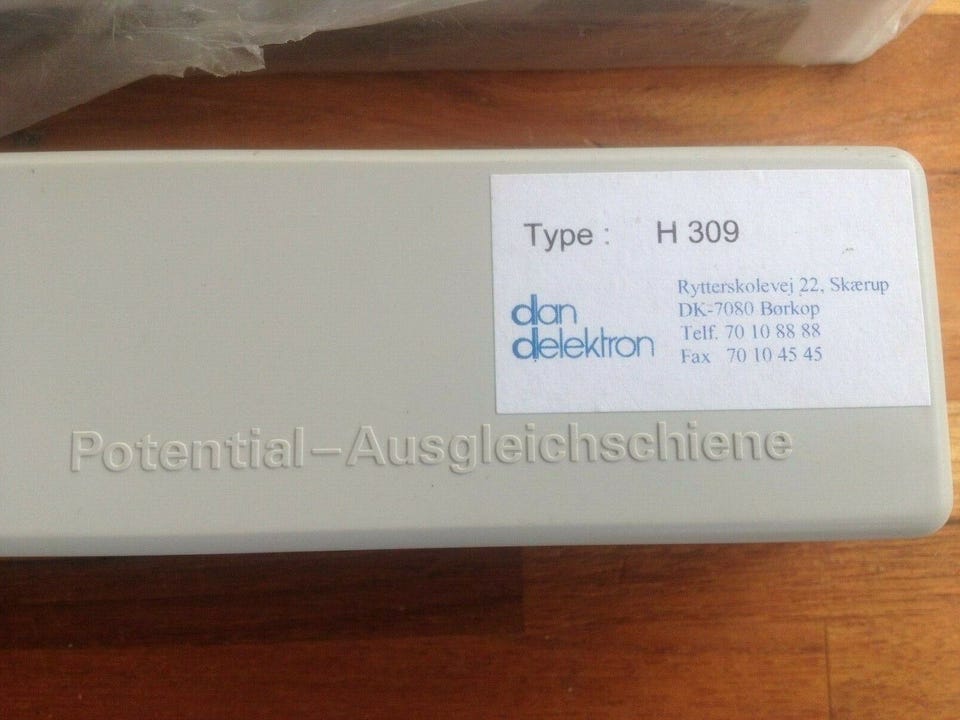 Type : H 309
dan
delektron
Rytterskolevej 22, Skærup
DK-7080 Børkop
Telf. 70 10 88 88
Fax 70 10 45 45
Potential-Ausgleichschiene